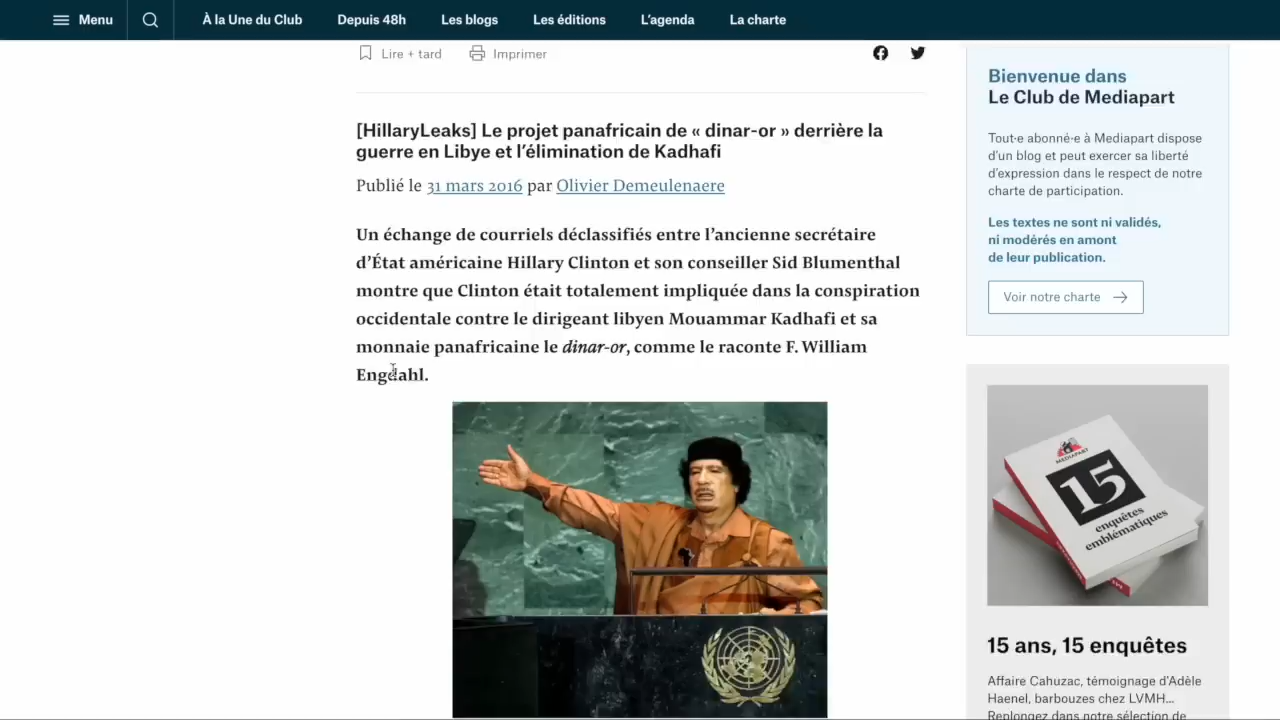 Menu
À la Une du Club
Depuis 48h
Les blogs
Les éditions
L'agenda
La charte
Lire + tard
Imprimer
[HillaryLeaks] Le projet panafricain de « dinar-or » derrière la
guerre en Libye et l'élimination de Kadhafi
Publié le 31 mars 2016 par Olivier Demeulenaere
Un échange de courriels déclassifiés entre l'ancienne secrétaire
d'État américaine Hillary Clinton et son conseiller Sid Blumenthal
montre que Clinton était totalement impliquée dans la conspiration
occidentale contre le dirigeant libyen Mouammar Kadhafi et sa
monnaie panafricaine le dinar-or, comme le raconte F. William
Engdahl.
Bienvenue dans
Le Club de Mediapart
Tout·e abonné·e à Mediapart dispose
d'un blog et peut exercer sa liberté
d'expression dans le respect de notre
charte de participation.
Les textes ne sont ni validés,
ni modérés en amont
de leur publication.
Voir notre charte
MEDIAPART
15
enquêtes
emblématiques
15 ans, 15 enquêtes
Affaire Cahuzac, témoignage d'Adèle
Haenel, barbouzes chez LVMH...
Replongez dans notre sélection de